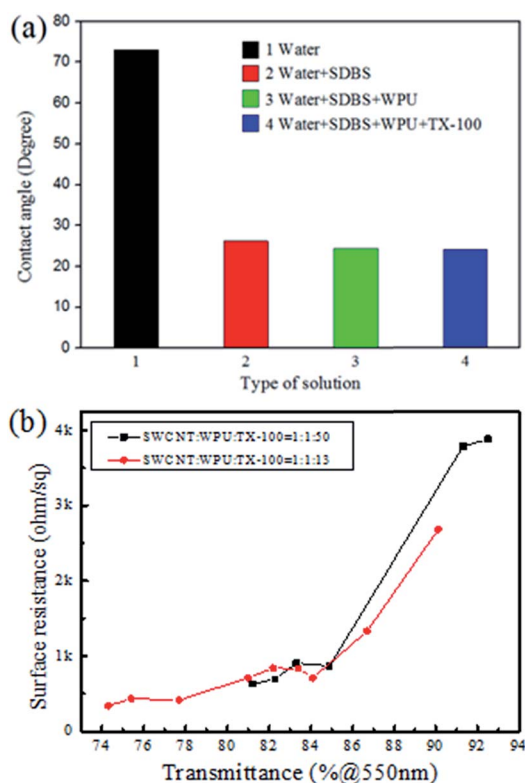 (a)
80
70
60
50
40
30
20
10
0
Contact angle (Degree)
1 Water
2 Water+SDBS
3 Water+SDBS+WPU
4 Water+SDBS+WPU+TX-100
1 2 3 4
Type of solution
(b)
4k
3k
2k
1k
0
Surface resistance (ohm/sq)
SWCNT:WPU:TX-100=1:1:50
SWCNT:WPU:TX-100=1:1:13
74 76 78 80 82 84 86 88 90 92 94
Transmittance (%@550nm)